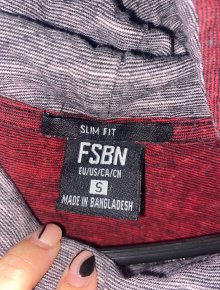 SLIM FIT
FSBN
EU/US/CA/CN
S
MADE IN BANGLADESH